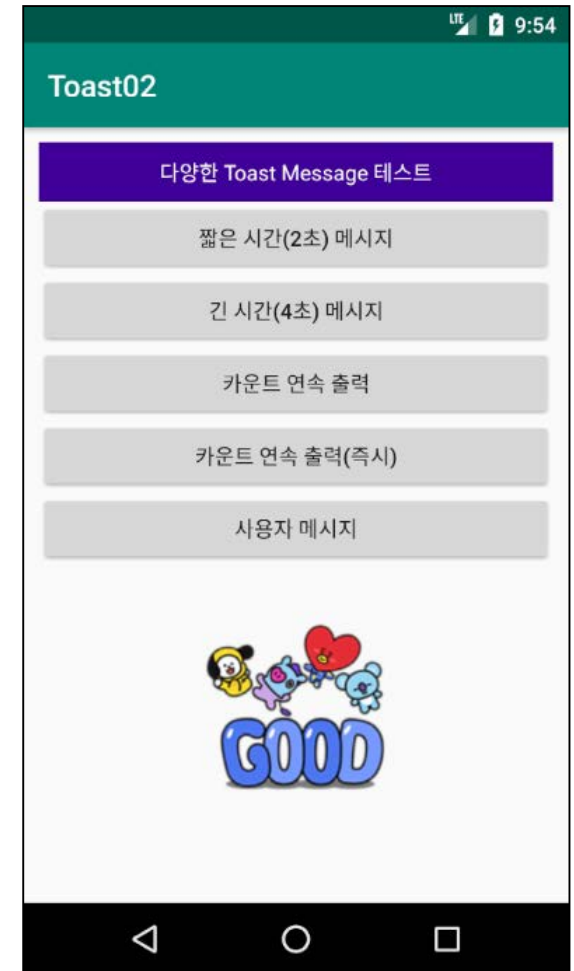 LTE 9:54
Toast02
다양한 Toast Message 테스트
짧은 시간(2초) 메시지
긴 시간(4초) 메시지
카운트 연속 출력
카운트 연속 출력(즉시)
사용자 메시지
GOOD